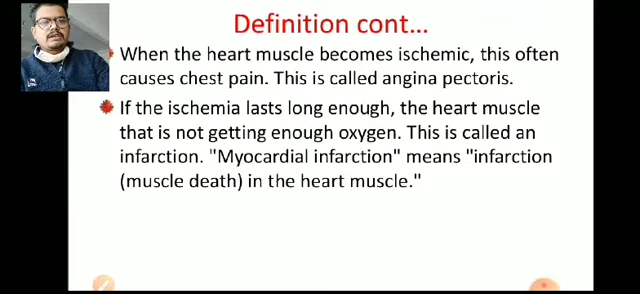 Definition cont...
When the heart muscle becomes ischemic, this often
causes chest pain. This is called angina pectoris.
If the ischemia lasts long enough, the heart muscle
that is not getting enough oxygen. This is called an
infarction. "Myocardial infarction" means "infarction
(muscle death) in the heart muscle."